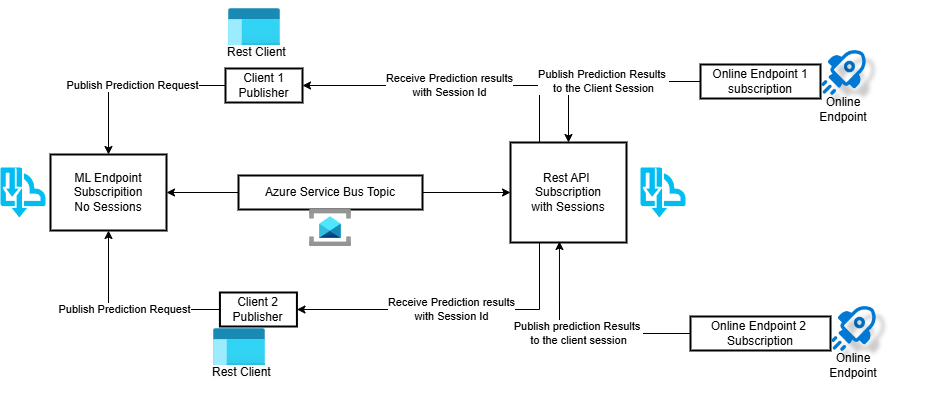 Rest Client
Client 1
Publisher
Publish Prediction Request
Receive Prediction results
with Session Id
Publish Prediction Results
to the Client Session
Online Endpoint 1
subscription
Online
Endpoint
ML Endpoint
Subscripition
No Sessions
Azure Service Bus Topic
Rest API
Subscription
with Sessions
Publish Prediction Request
Client 2
Publisher
Receive Prediction results
with Session Id
Publish prediction Results
to the client session
Online Endpoint 2
Subscription
Online
Endpoint
Rest Client